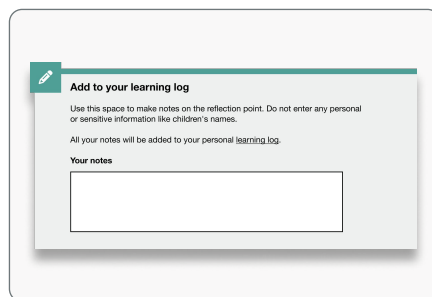 Add to your learning log
Use this space to make notes on the reflection point. Do not enter any personal
or sensitive information like children's names.
All your notes will be added to your personal learning log.
Your notes